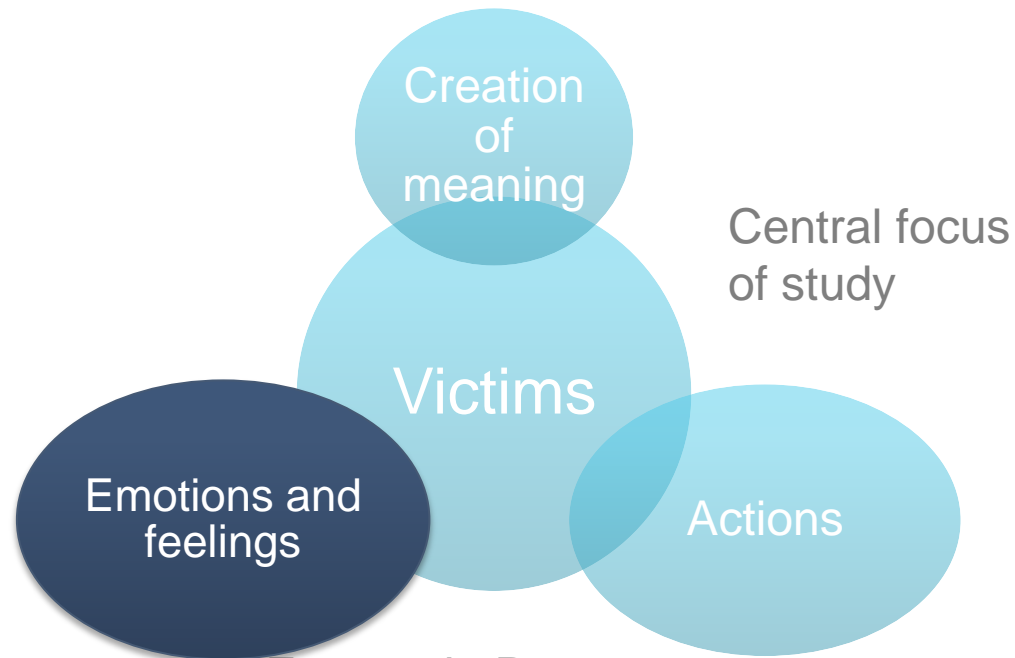 Creation
of
meaning
Central focus
of study
Victims
Emotions and
feelings
Actions